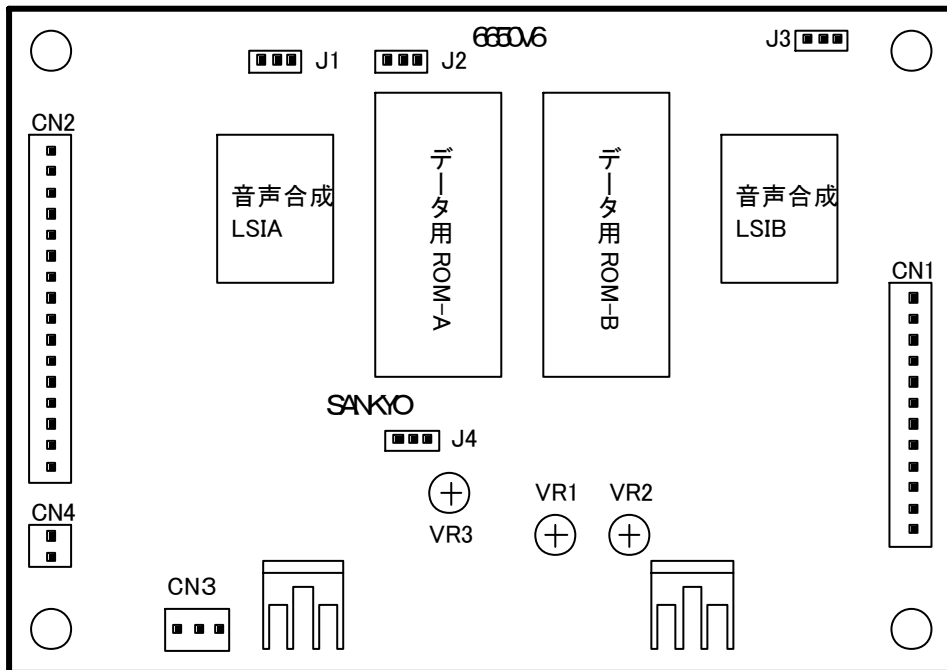 6650V6
J1
J2
J3
CN2
音声合成
LSIA
データ用 ROM-A
データ用 ROM-B
音声合成
LSIB
CN1
SANKYO
J4
VR3
VR1
VR2
CN4
CN3